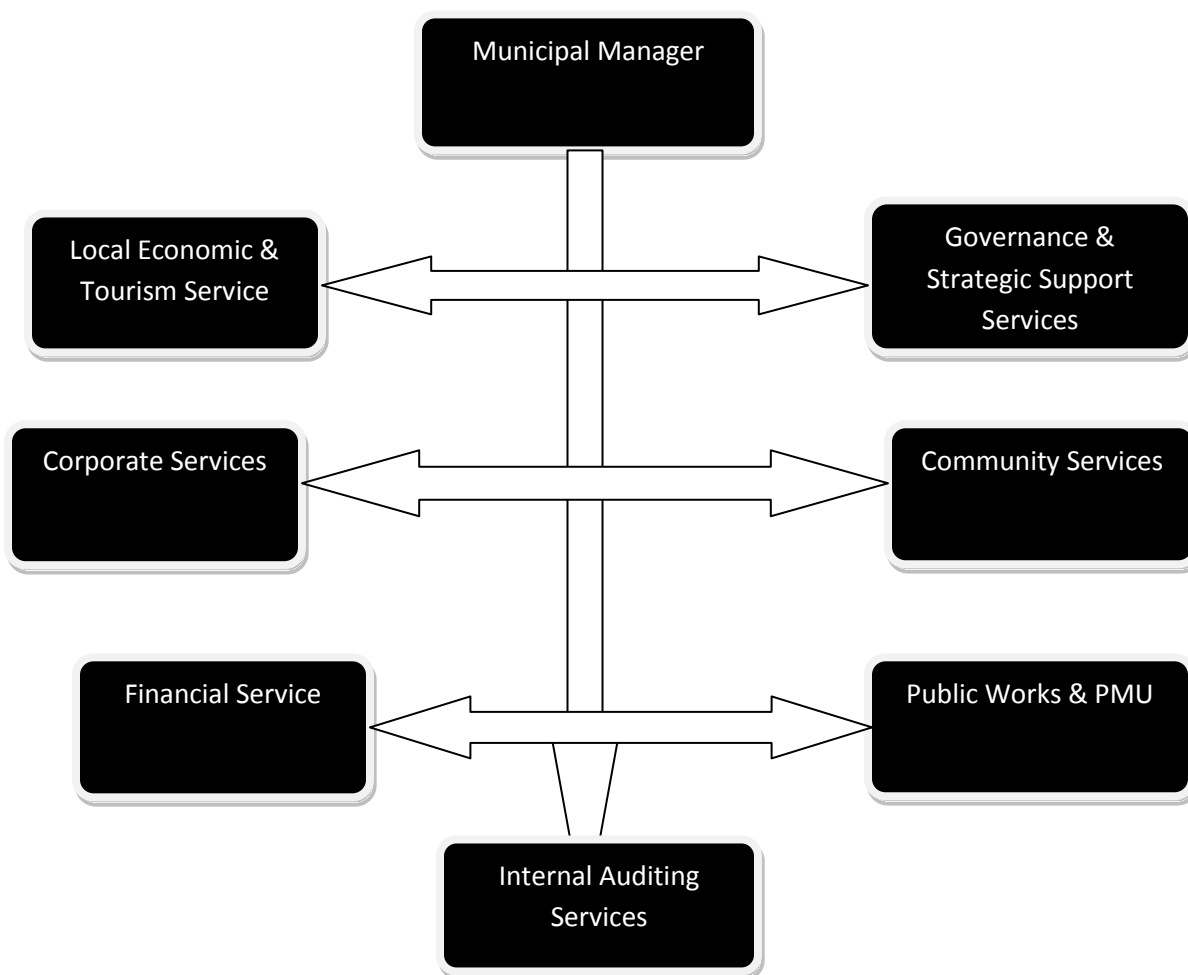 Municipal Manager
Local Economic &
Tourism Service
Governance &
Strategic Support
Services
Corporate Services
Community Services
Financial Service
Public Works & PMU
Internal Auditing
Services